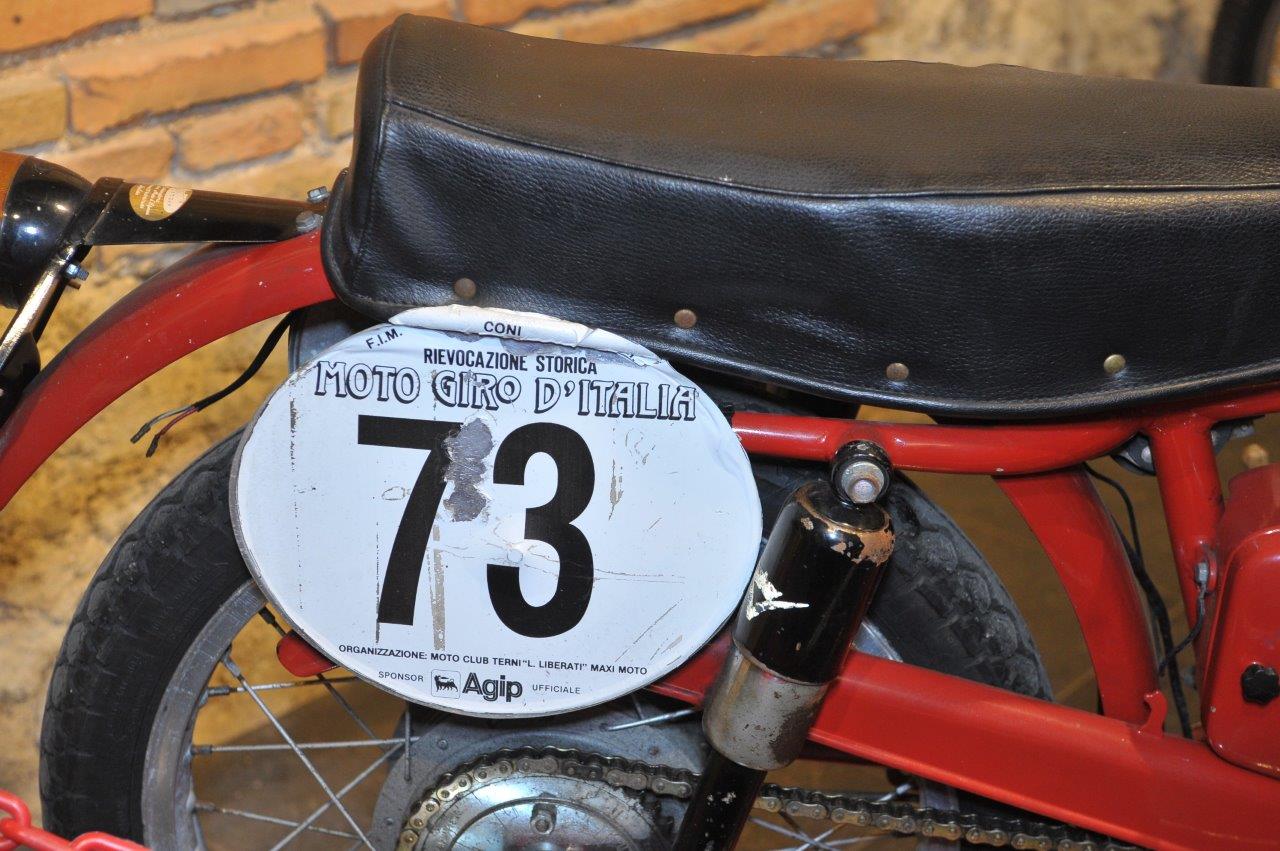 F.I.M. CONI
RIEVOCAZIONE STORICA
MOTO GIRO D'ITALIA
73
ORGANIZZAZIONE: MOTO CLUB TERNI "L. LIBERATI" MAXI MOTO
SPONSOR Agip UFFICIALE